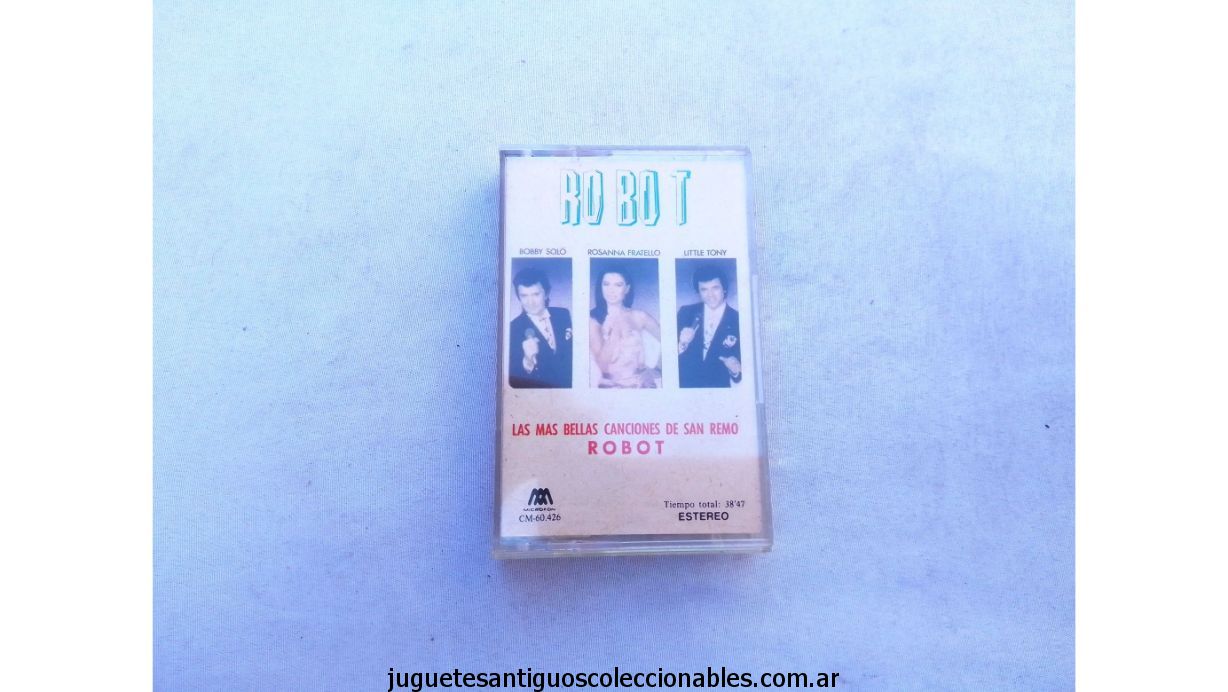 ROBOT
BOBBY SOLO ROSANNA FRATELLO LITTLE TONY
LAS MAS BELLAS CANCIONES DE SAN REMO
ROBOT
MICROFON
CM-60.426
Tiempo total: 38'47
ESTEREO
juguetesantiguoscoleccionables.com.ar